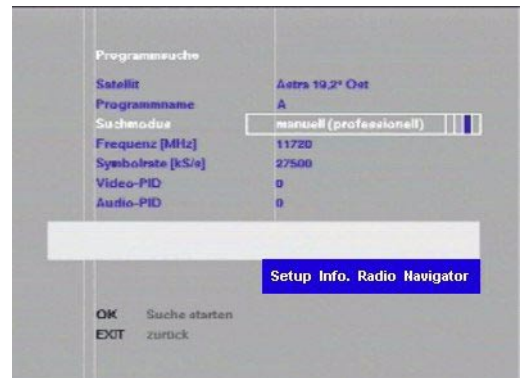 Programmsuche
Satellit Astra 19,2° Ost
Programmname A
Suchmodus manuell (professionell)
Frequenz [MHz] 11720
Symbolrate [kS/s] 27500
Video-PID 0
Audio-PID 0
Setup Info. Radio Navigator
OK Suche starten
EXIT zurück